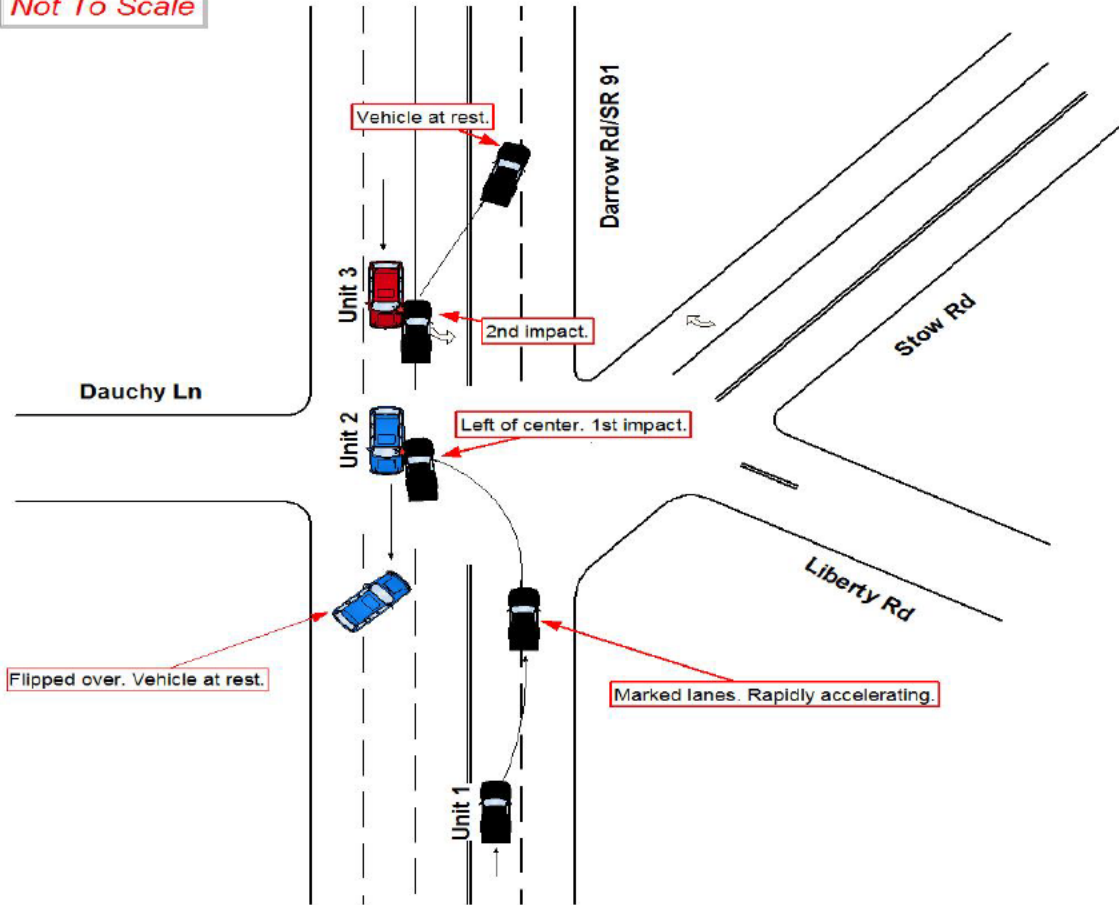 Not To Scale
Vehicle at rest.
Darrow Rd/SR 91
Unit 3
2nd impact.
Stow Rd
Dauchy Ln
Unit 2
Left of center. 1st impact.
Liberty Rd
Flipped over. Vehicle at rest.
Marked lanes. Rapidly accelerating.
Unit 1